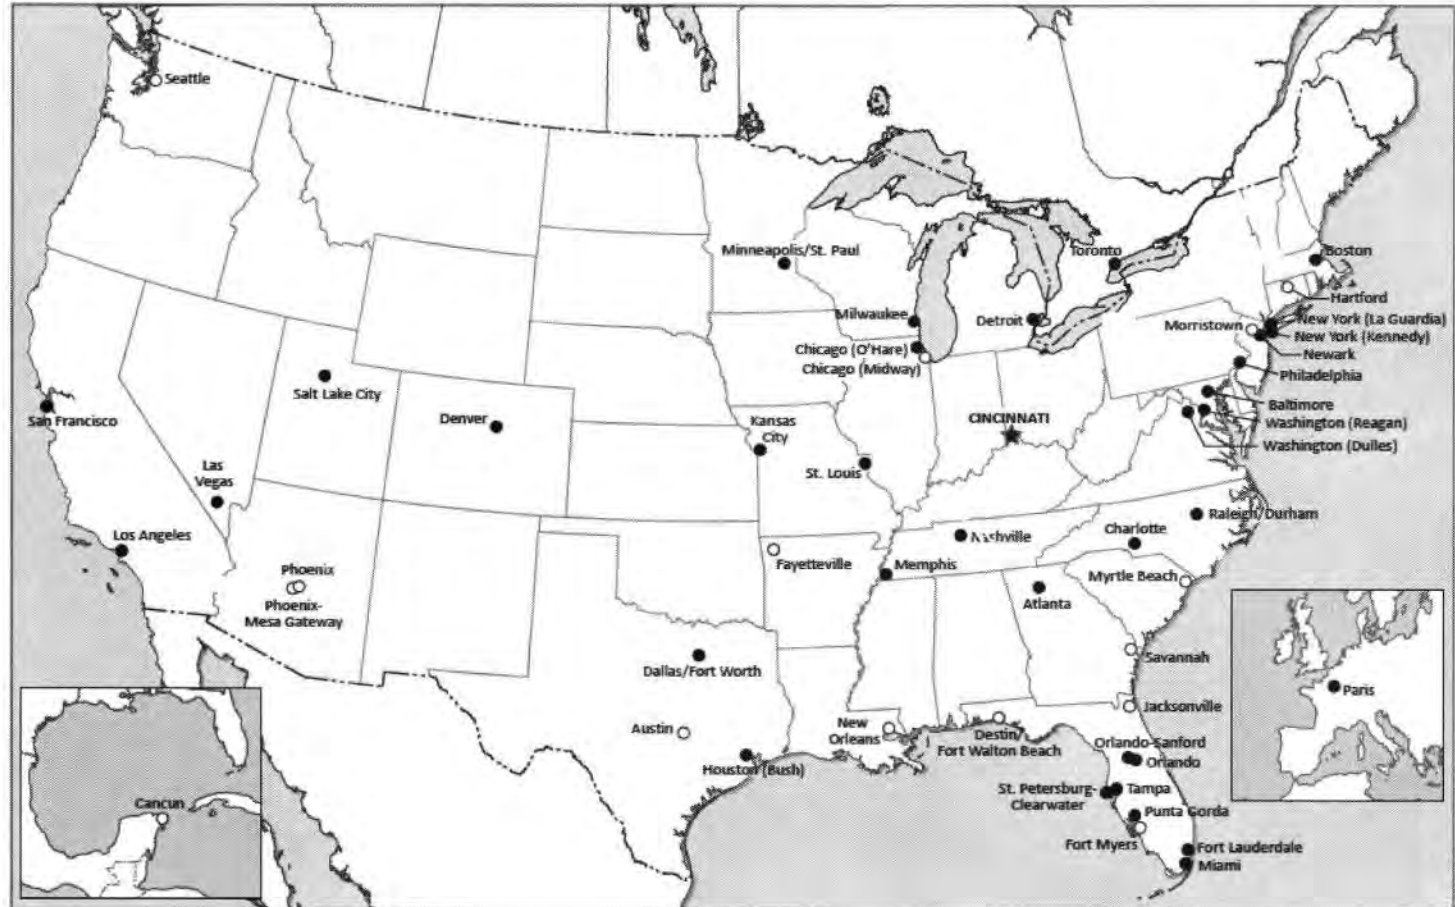 Seattle
Minneapolis/St. Paul
Toronto
Boston
Hartford
Milwaukee
Detroit
Morristown
New York (La Guardia)
New York (Kennedy)
Newark
Chicago (O'Hare)
Chicago (Midway)
Philadelphia
Salt Lake City
San Francisco
Denver
Kansas
City
CINCINNATI
Baltimore
Washington (Reagan)
Washington (Dulles)
Las
Vegas
St. Louis
Los Angeles
Raleigh/Durham
Charlotte
Nashville
Fayetteville
Memphis
Myrtle Beach
Phoenix
Phoenix-
Mesa Gateway
Atlanta
Savannah
Dallas/Fort Worth
Paris
Jacksonville
Austin
New
Orleans
Destin/
Fort Walton Beach
Orlando-Sanford
Orlando
Houston (Bush)
St. Petersburg-
Clearwater
Tampa
Cancun
Punta Gorda
Fort Myers
Fort Lauderdale
Miami